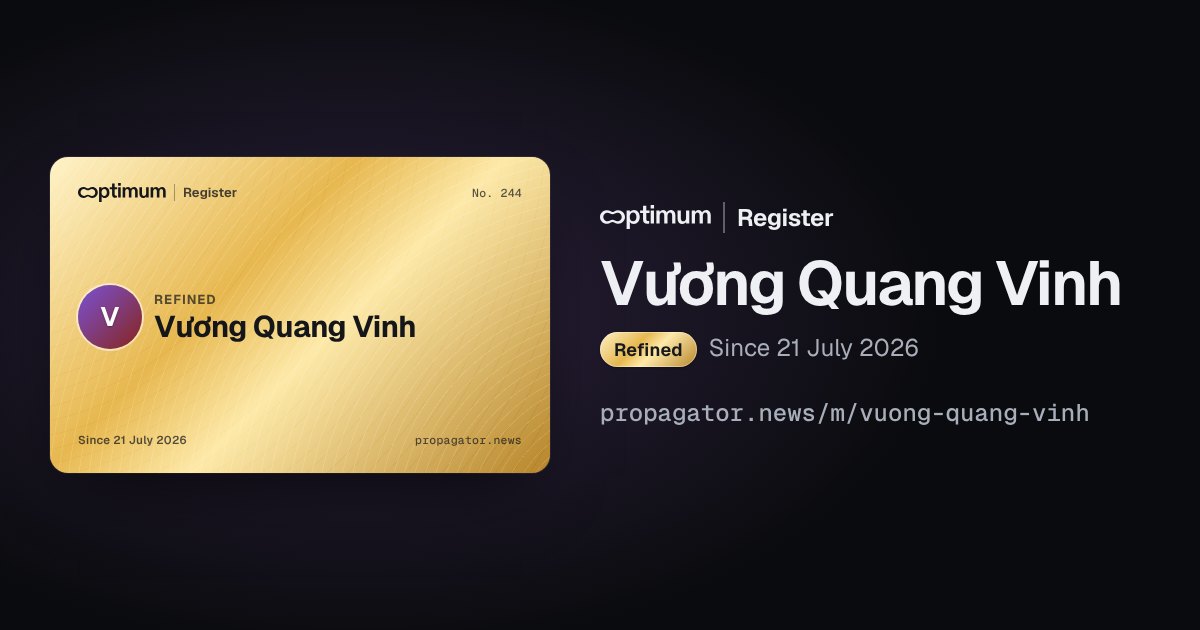 optimum | Register
No. 244
V
REFINED
Vương Quang Vinh
Since 21 July 2026
propagator.news
optimum | Register
Vương Quang Vinh
Refined Since 21 July 2026
propagator.news/m/vuong-quang-vinh